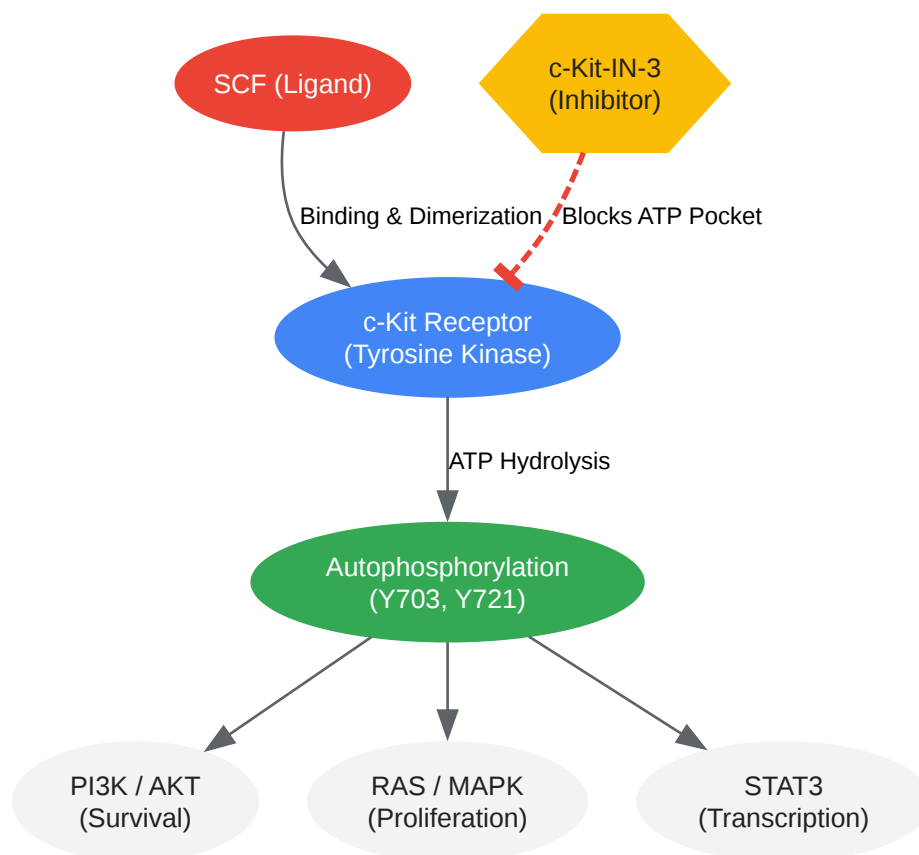 SCF (Ligand)
c-Kit-IN-3
(Inhibitor)
Binding & Dimerization
Blocks ATP Pocket
c-Kit Receptor
(Tyrosine Kinase)
ATP Hydrolysis
Autophosphorylation
(Y703, Y721)
PI3K / AKT
(Survival)
RAS / MAPK
(Proliferation)
STAT3
(Transcription)